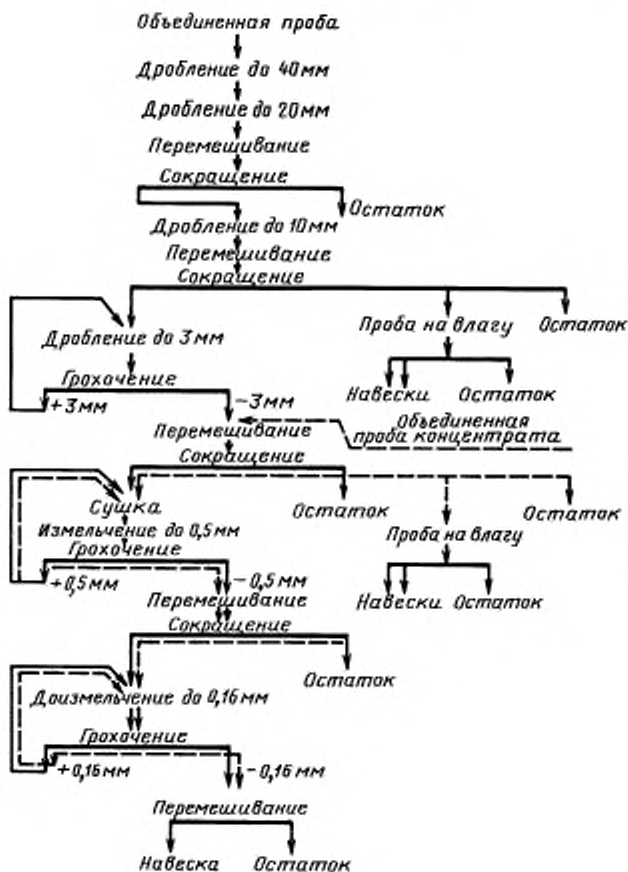 Объединенная проба
Дробление до 40мм
Дробление до 20мм
Перемешивание
Сокращение
Остаток
Дробление до 10мм
Перемешивание
Сокращение
Дробление до 3мм
Проба на влагу
Остаток
Грохочение
Навески
Остаток
+3мм
−3мм
Объединенная
проба концентрата
Перемешивание
Сокращение
Сушка
Остаток
Остаток
Измельчение до 0,5мм
Проба на влагу
Грохочение
+0,5мм
−0,5мм
Навески
Остаток
Перемешивание
Сокращение
Остаток
Доизмельчение до 0,16мм
Грохочение
+0,16мм
−0,16мм
Перемешивание
Навеска
Остаток